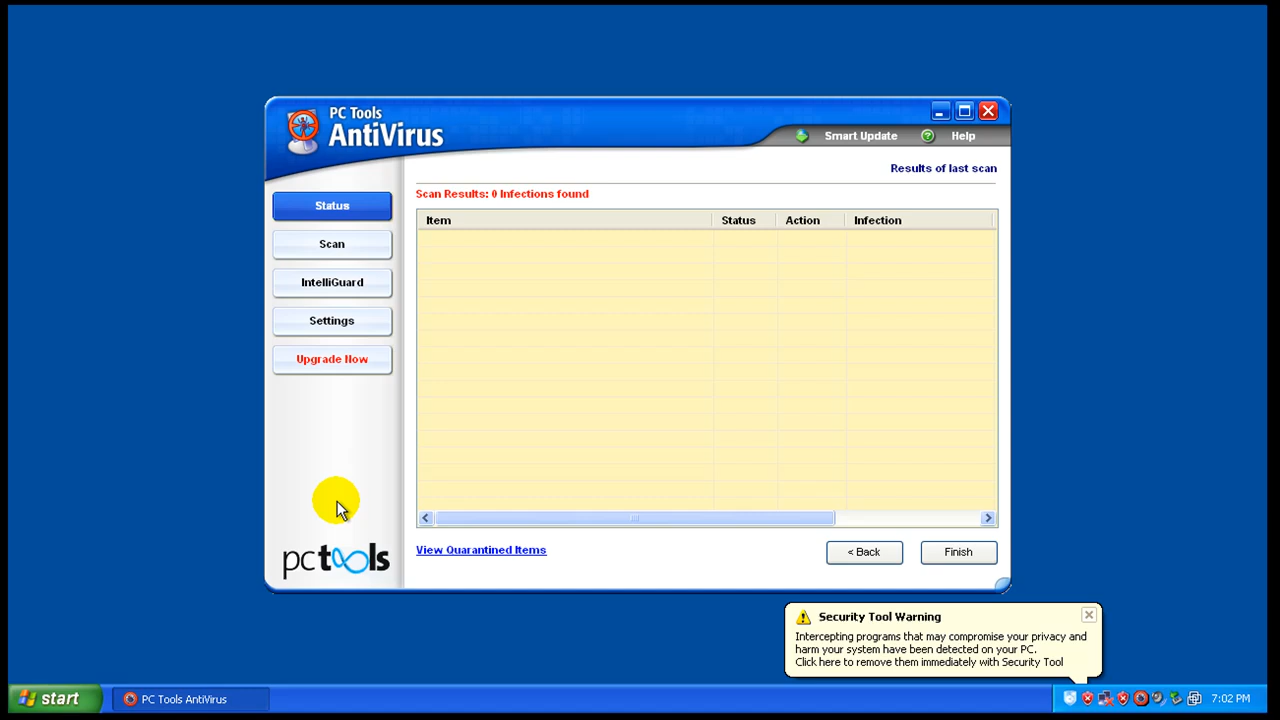 PC Tools
AntiVirus
Smart Update
Help
Results of last scan
Scan Results: 0 Infections found
Item Status Action Infection
Status
Scan
IntelliGuard
Settings
Upgrade Now
pctools
View Quarantined Items
< Back
Finish
Security Tool Warning
Intercepting programs that may compromise your privacy and
harm your system have been detected on your PC.
Click here to remove them immediately with Security Tool
start
PC Tools AntiVirus
7:02 PM